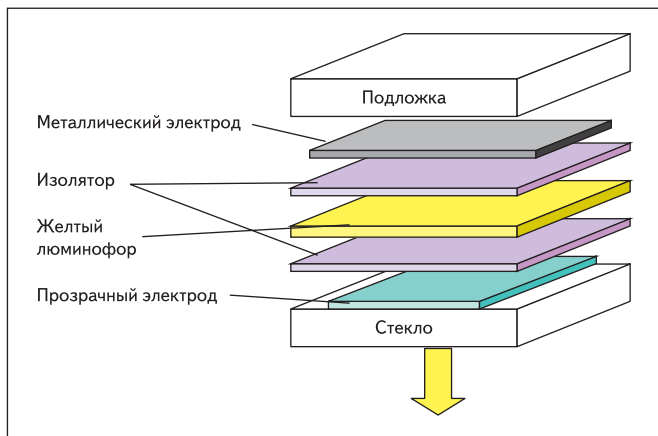 Подложка
Металлический электрод
Изолятор
Желтый
люминофор
Прозрачный электрод
Стекло